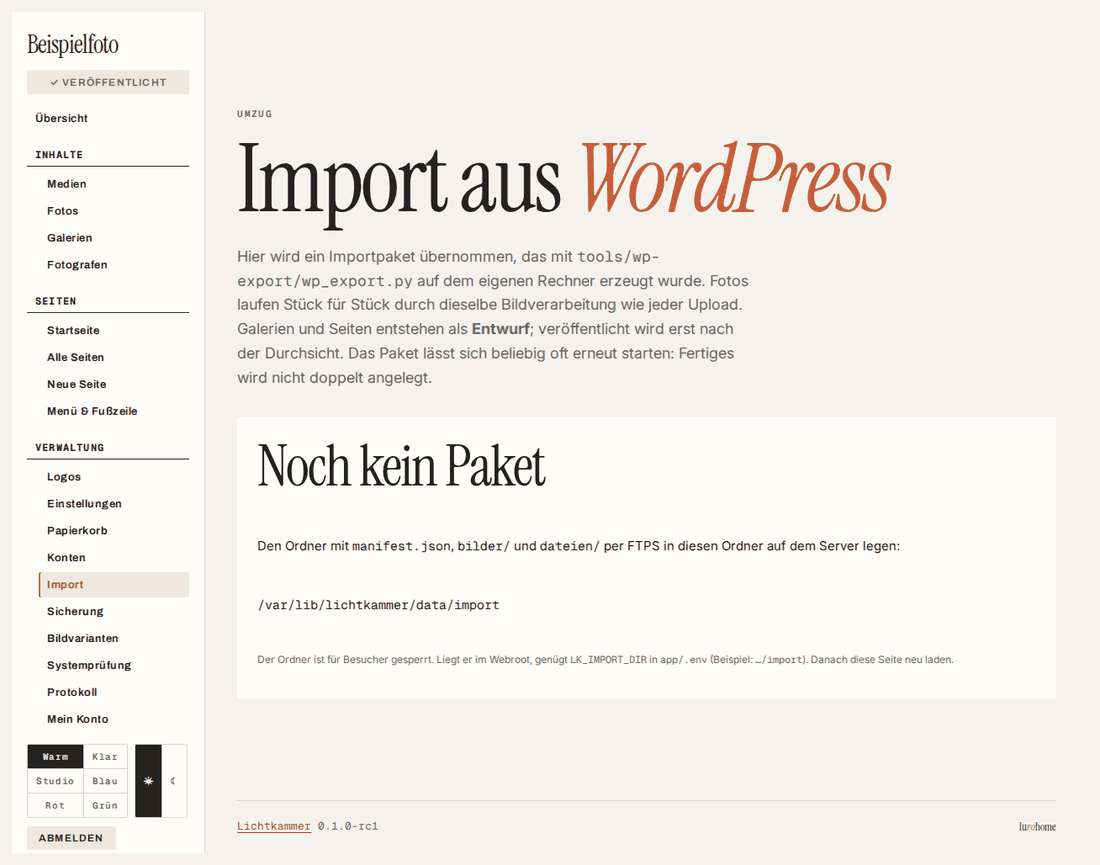 Beispielfoto
✓ VERÖFFENTLICHT
Übersicht
INHALTE
Medien
Fotos
Galerien
Fotografen
SEITEN
Startseite
Alle Seiten
Neue Seite
Menü & Fußzeile
VERWALTUNG
Logos
Einstellungen
Papierkorb
Konten
Import
Sicherung
Bildvarianten
Systemprüfung
Protokoll
Mein Konto
Warm Klar
Studio Blau
Rot Grün
ABMELDEN
UMZUG
Import aus WordPress
Hier wird ein Importpaket übernommen, das mit tools/wp-
export/wp_export.py auf dem eigenen Rechner erzeugt wurde. Fotos
laufen Stück für Stück durch dieselbe Bildverarbeitung wie jeder Upload.
Galerien und Seiten entstehen als Entwurf; veröffentlicht wird erst nach
der Durchsicht. Das Paket lässt sich beliebig oft erneut starten: Fertiges
wird nicht doppelt angelegt.
Noch kein Paket
Den Ordner mit manifest.json, bilder/ und dateien/ per FTPS in diesen Ordner auf dem Server legen:
/var/lib/lichtkammer/data/import
Der Ordner ist für Besucher gesperrt. Liegt er im Webroot, genügt LK_IMPORT_DIR in app/.env (Beispiel: …/import). Danach diese Seite neu laden.
Lichtkammer 0.1.0-rc1
lurohome